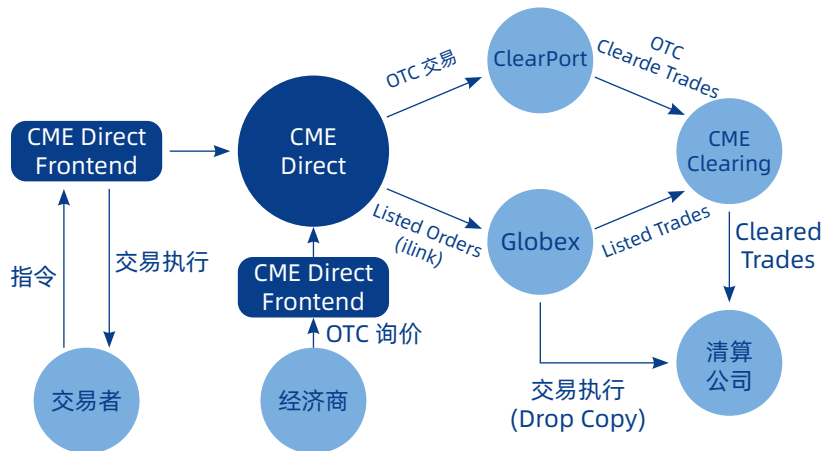 OTC 交易
ClearPort
OTC
Clearde Trades
CME Direct
Frontend
CME
Direct
CME
Clearing
指令
交易执行
Listed Orders
(ilink)
Globex
Listed Trades
Cleared
Trades
CME Direct
Frontend
OTC 询价
交易者
经济商
交易执行
(Drop Copy)
清算
公司